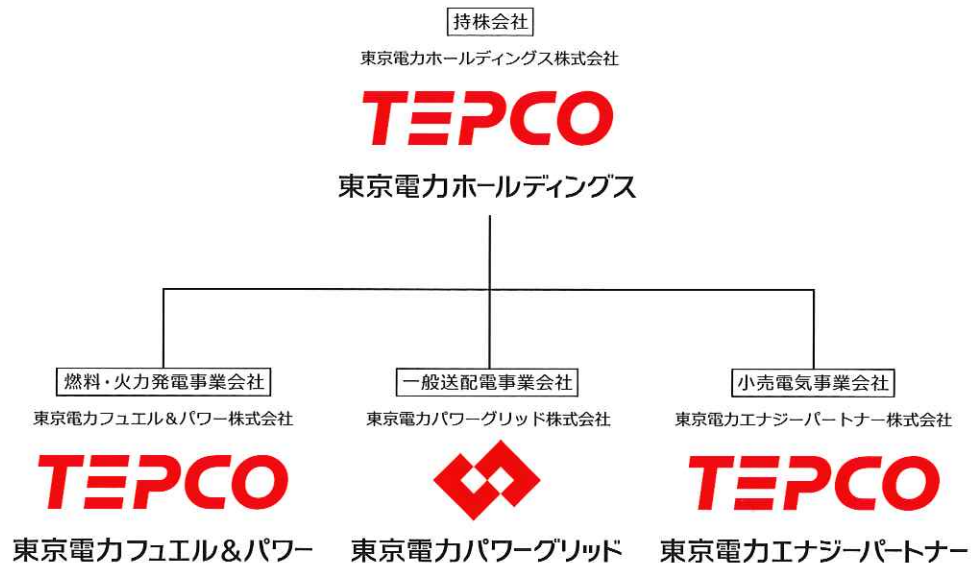 持株会社
東京電力ホールディングス株式会社
TEPCO
東京電力ホールディングス
燃料・火力発電事業会社
東京電力フュエル&パワー株式会社
TEPCO
東京電力フュエル&パワー
一般送配電事業会社
東京電力パワーグリッド株式会社
東京電力パワーグリッド
小売電気事業会社
東京電力エナジーパートナー株式会社
TEPCO
東京電力エナジーパートナー